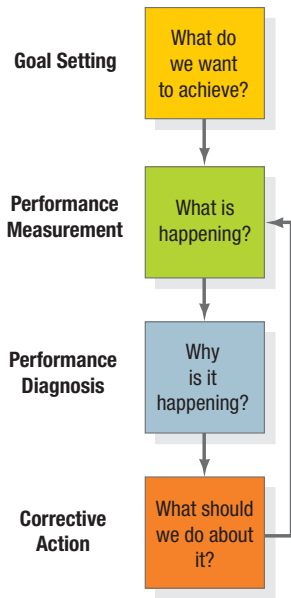 Goal Setting
What do
we want
to achieve?
Performance
Measurement
What is
happening?
Performance
Diagnosis
Why
is it
happening?
Corrective
Action
What should
we do about
it?